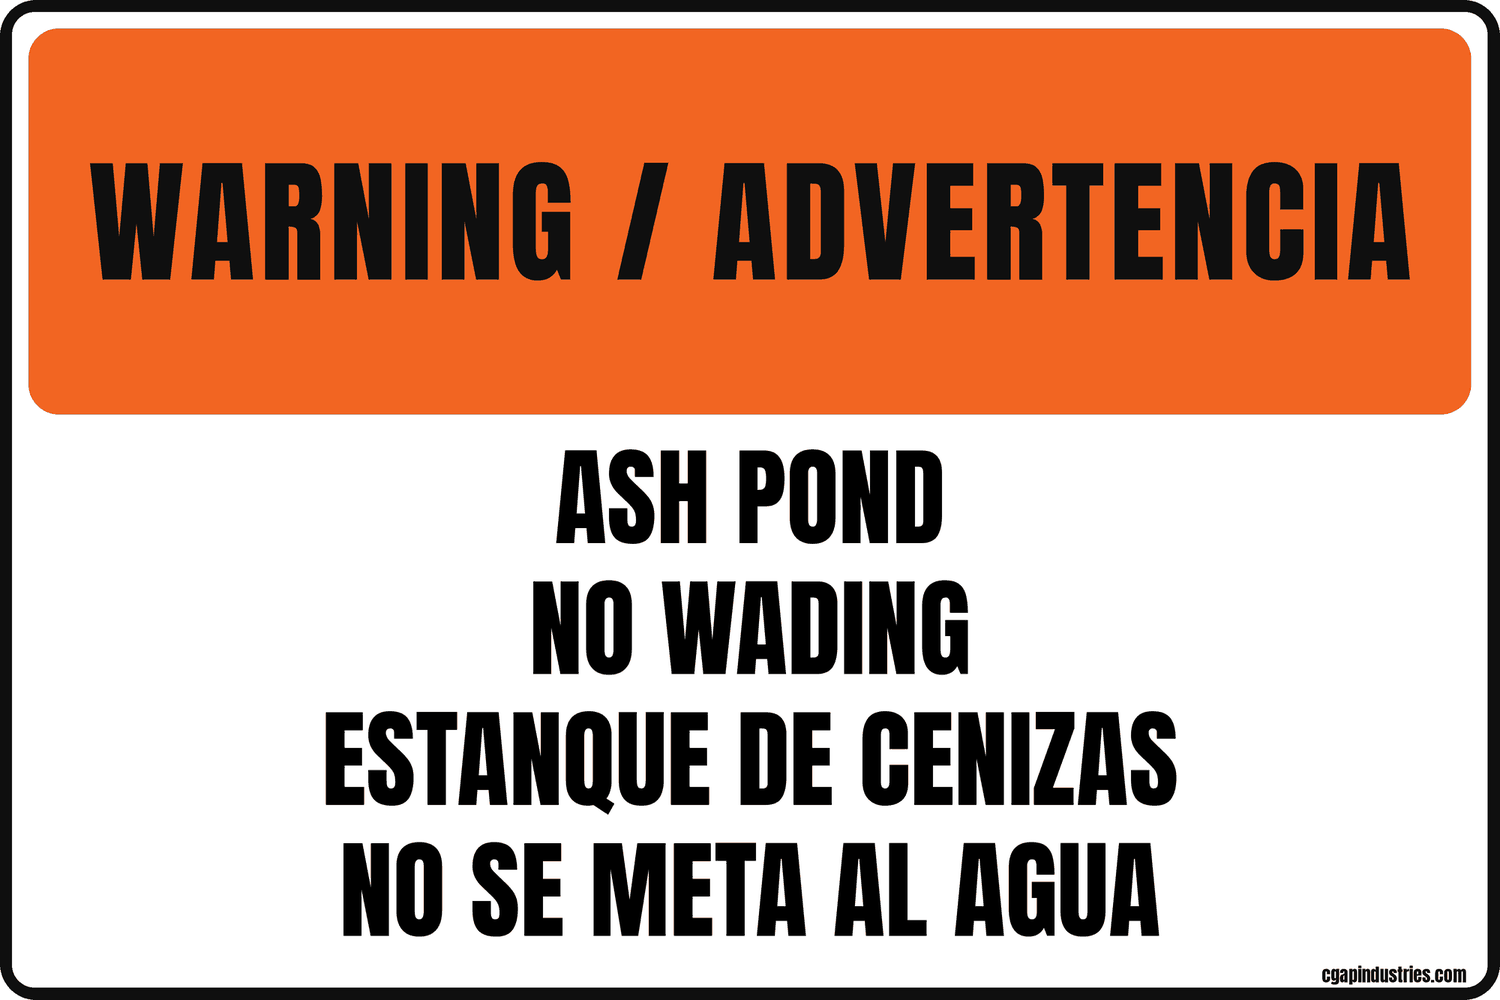 WARNING / ADVERTENCIA
ASH POND
NO WADING
ESTANQUE DE CENIZAS
NO SE META AL AGUA
cgapindustries.com